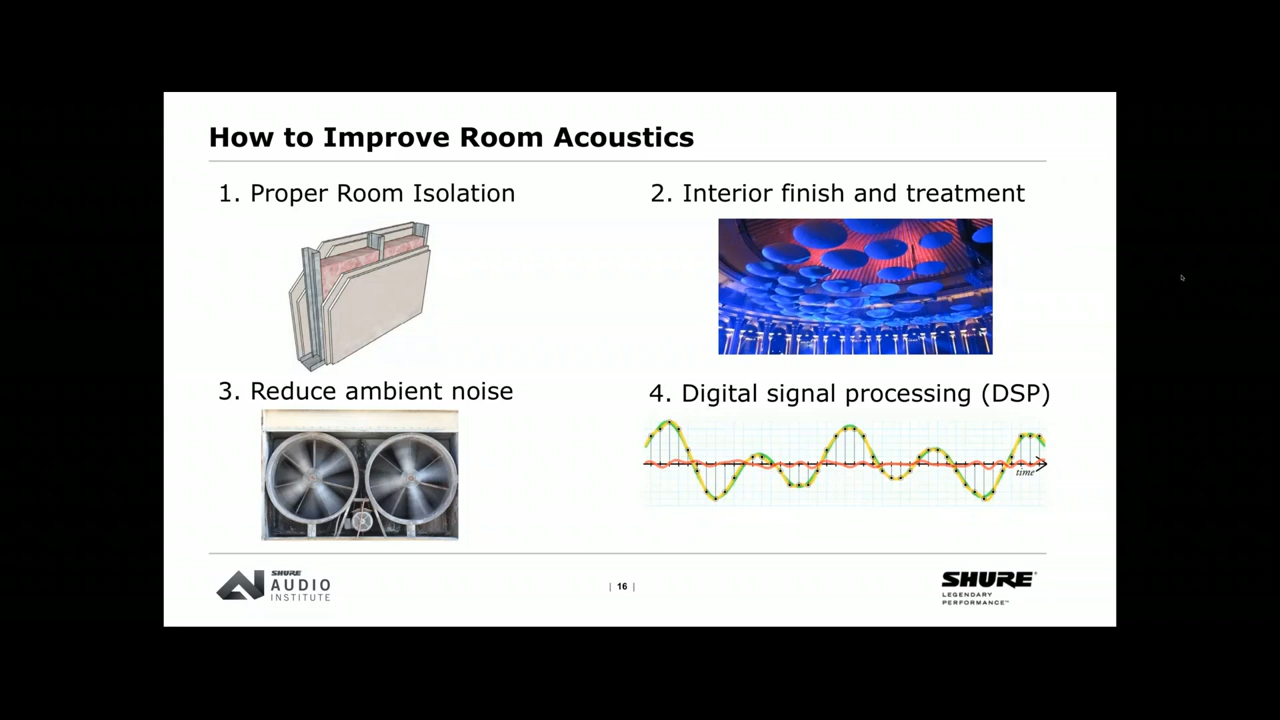 How to Improve Room Acoustics
1. Proper Room Isolation
2. Interior finish and treatment
3. Reduce ambient noise
4. Digital signal processing (DSP)
time
SHURE
AUDIO
INSTITUTE
| 16 |
SHURE®
LEGENDARY
PERFORMANCE™